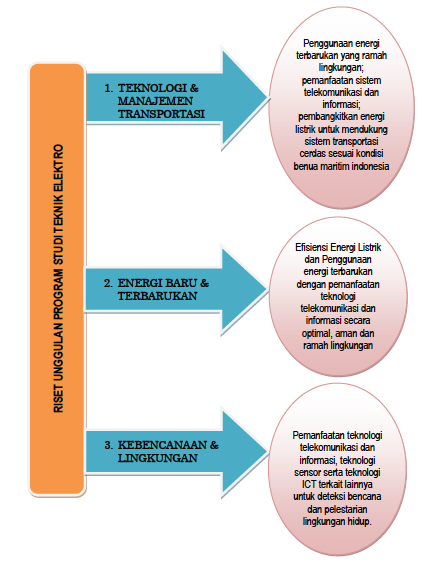 RISET UNGGULAN PROGRAM STUDI TEKNIK ELEKTRO
1. TEKNOLOGI &
MANAJEMEN
TRANSPORTASI
Penggunaan energi
terbarukan yang ramah
lingkungan;
pemanfaatan sistem
telekomunikasi dan
informasi;
pembangkitkan energi
listrik untuk mendukung
sistem transportasi
cerdas sesuai kondisi
benua maritim indonesia
2. ENERGI BARU &
TERBARUKAN
Efisiensi Energi Listrik
dan Penggunaan
energi terbarukan
dengan pemanfaatan
teknologi
telekomunikasi dan
informasi secara
optimal, aman dan
ramah lingkungan
3. KEBENCANAAN &
LINGKUNGAN
Pemanfaatan teknologi
telekomunikasi dan
informasi, teknologi
sensor serta teknologi
ICT terkait lainnya
untuk deteksi bencana
dan pelestarian
lingkungan hidup.